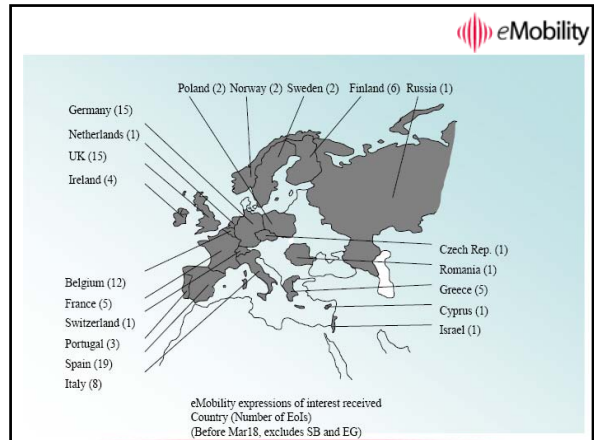 eMobility
Poland (2) Norway (2) Sweden (2) Finland (6) Russia (1)
Germany (15)
Netherlands (1)
UK (15)
Ireland (4)
Czech Rep. (1)
Romania (1)
Greece (5)
Cyprus (1)
Israel (1)
Belgium (12)
France (5)
Switzerland (1)
Portugal (3)
Spain (19)
Italy (8)
eMobility expressions of interest received
Country (Number of EoIs)
(Before Mar18, excludes SB and EG)